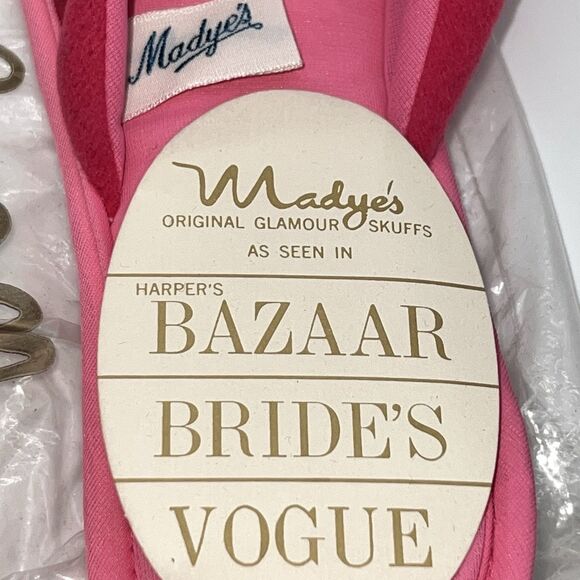 Madye's
Madye's
ORIGINAL GLAMOUR SKUFFS
AS SEEN IN
HARPER'S
BAZAAR
BRIDE'S
VOGUE